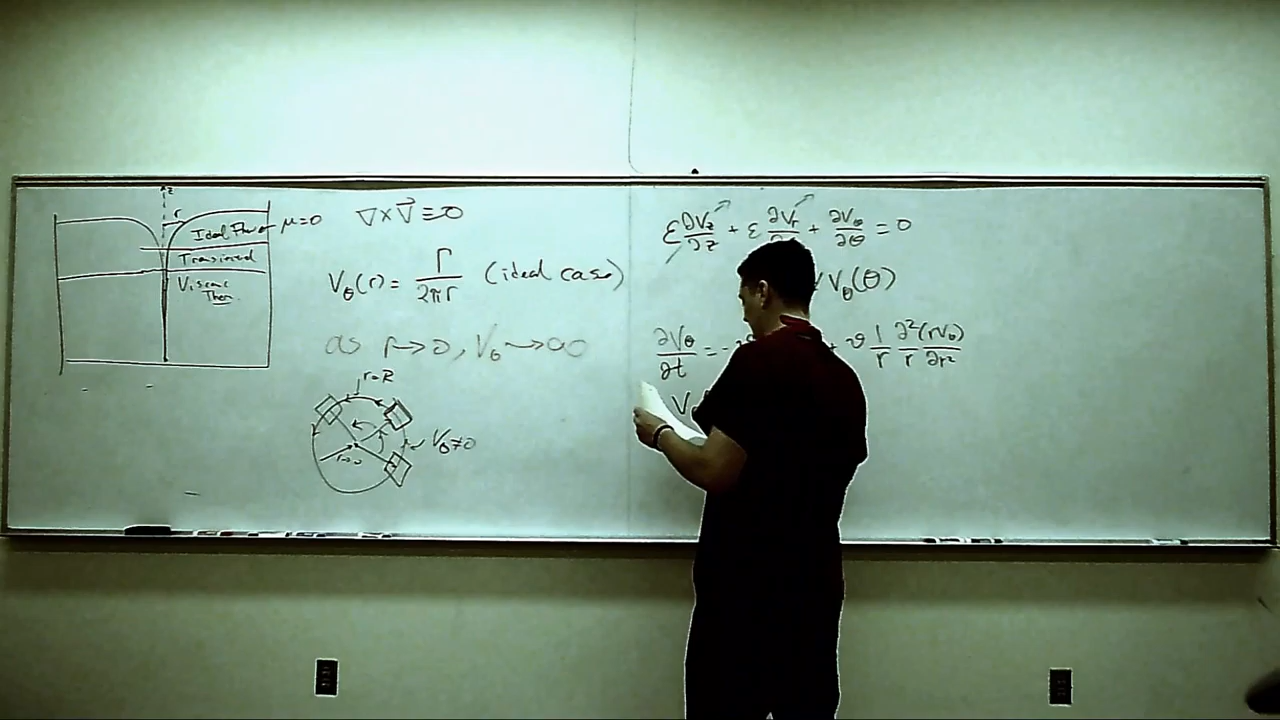 z
r
Ideal Flow μ=0
Transitional
Viscous
Then
∇×V⃗≡0
V_θ(r)= Γ/2πr (ideal case)
as r→0, V_θ→∞
r=R
V_θ≠0
r=0
ε ∂V_z/∂z + ε ∂V_r/ + ∂V_θ/∂θ = 0
V_θ(θ)
∂V_θ/∂t = - + ν 1/r ∂²(rV_θ)/∂r²
V